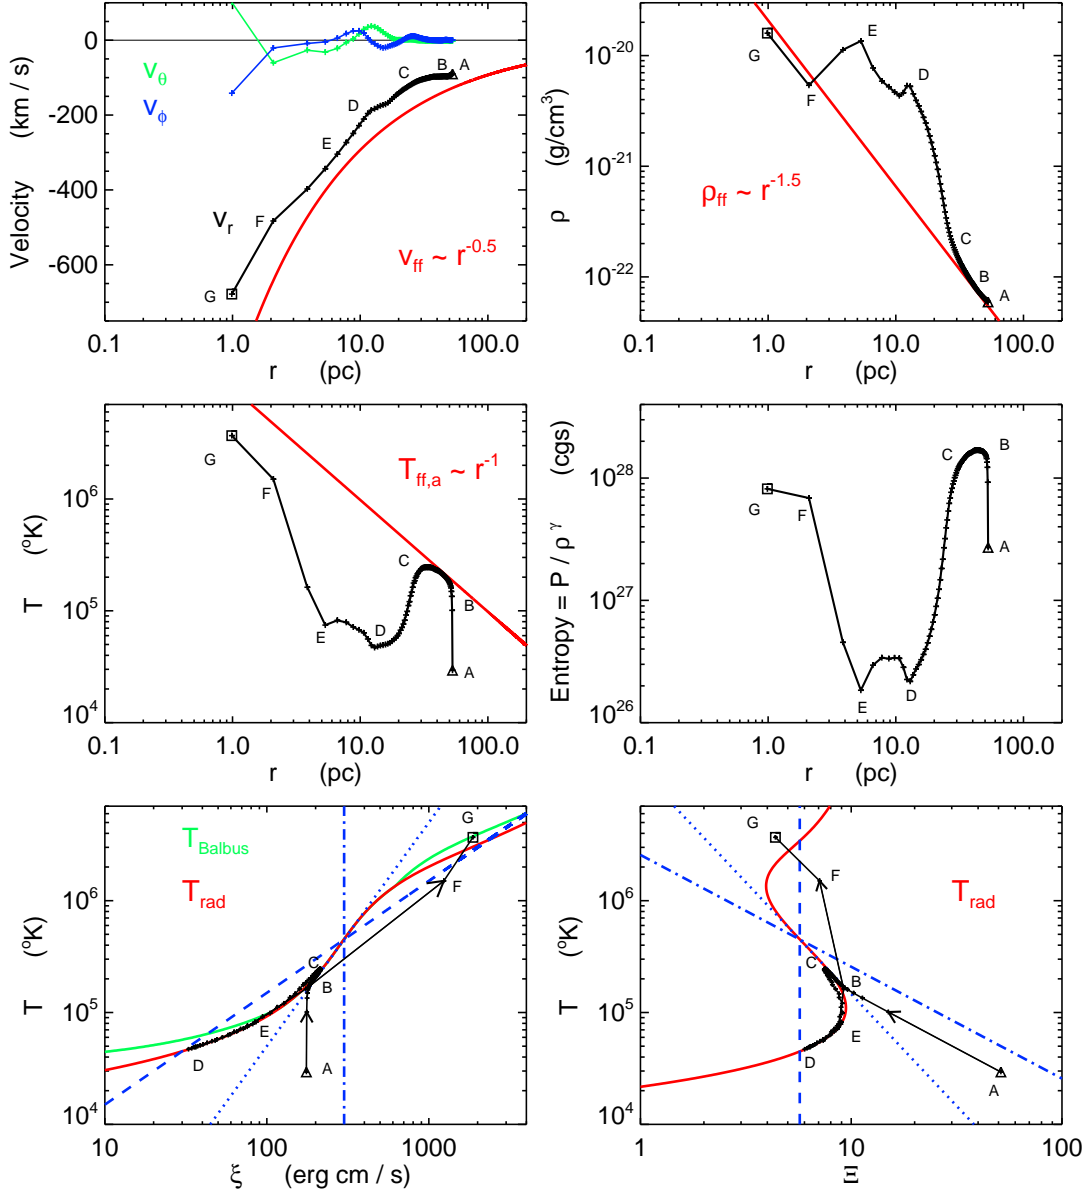 0
-200
-400
-600
Velocity (km / s)
v_θ
v_ϕ
v_r
v_ff ~ r^-0.5
A
B
C
D
E
F
G
0.1 1.0 10.0 100.0
r (pc)
10^-20
10^-21
10^-22
ρ (g/cm^3)
ρ_ff ~ r^-1.5
G
F
E
D
C
B
A
0.1 1.0 10.0 100.0
r (pc)
10^6
10^5
10^4
T (°K)
T_ff,a ~ r^-1
G
F
E
D
C
B
A
0.1 1.0 10.0 100.0
r (pc)
10^28
10^27
10^26
Entropy = P / ρ^γ (cgs)
G
F
E
D
C
B
A
0.1 1.0 10.0 100.0
r (pc)
10^6
10^5
10^4
T (°K)
T_Balbus
T_rad
G
F
C
B
E
D
A
10 100 1000
ξ (erg cm / s)
10^6
10^5
10^4
T (°K)
T_rad
G
F
C
B
E
D
A
1 10 100
Ξ